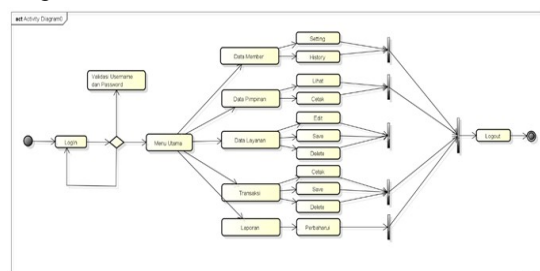 act Activity Diagram0
Validasi Username
dan Password
Login
Menu Utama
Data Member
Setting
History
Data Pimpinan
Lihat
Cetak
Data Layanan
Edit
Save
Delete
Transaksi
Cetak
Save
Delete
Laporan
Perbaharui
Logout